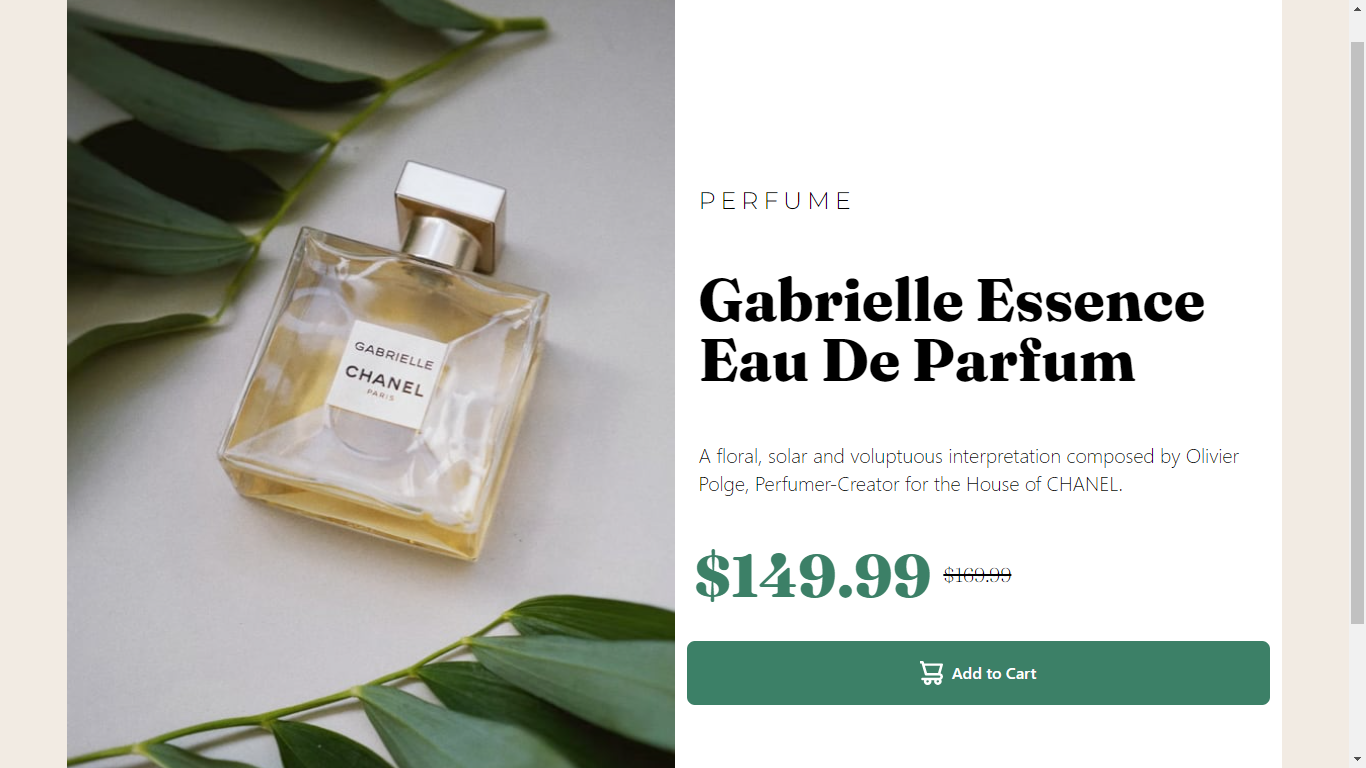 GABRIELLE
CHANEL
PARIS
PERFUME
Gabrielle Essence
Eau De Parfum
A floral, solar and voluptuous interpretation composed by Olivier
Polge, Perfumer-Creator for the House of CHANEL.
$149.99 $169.99
Add to Cart